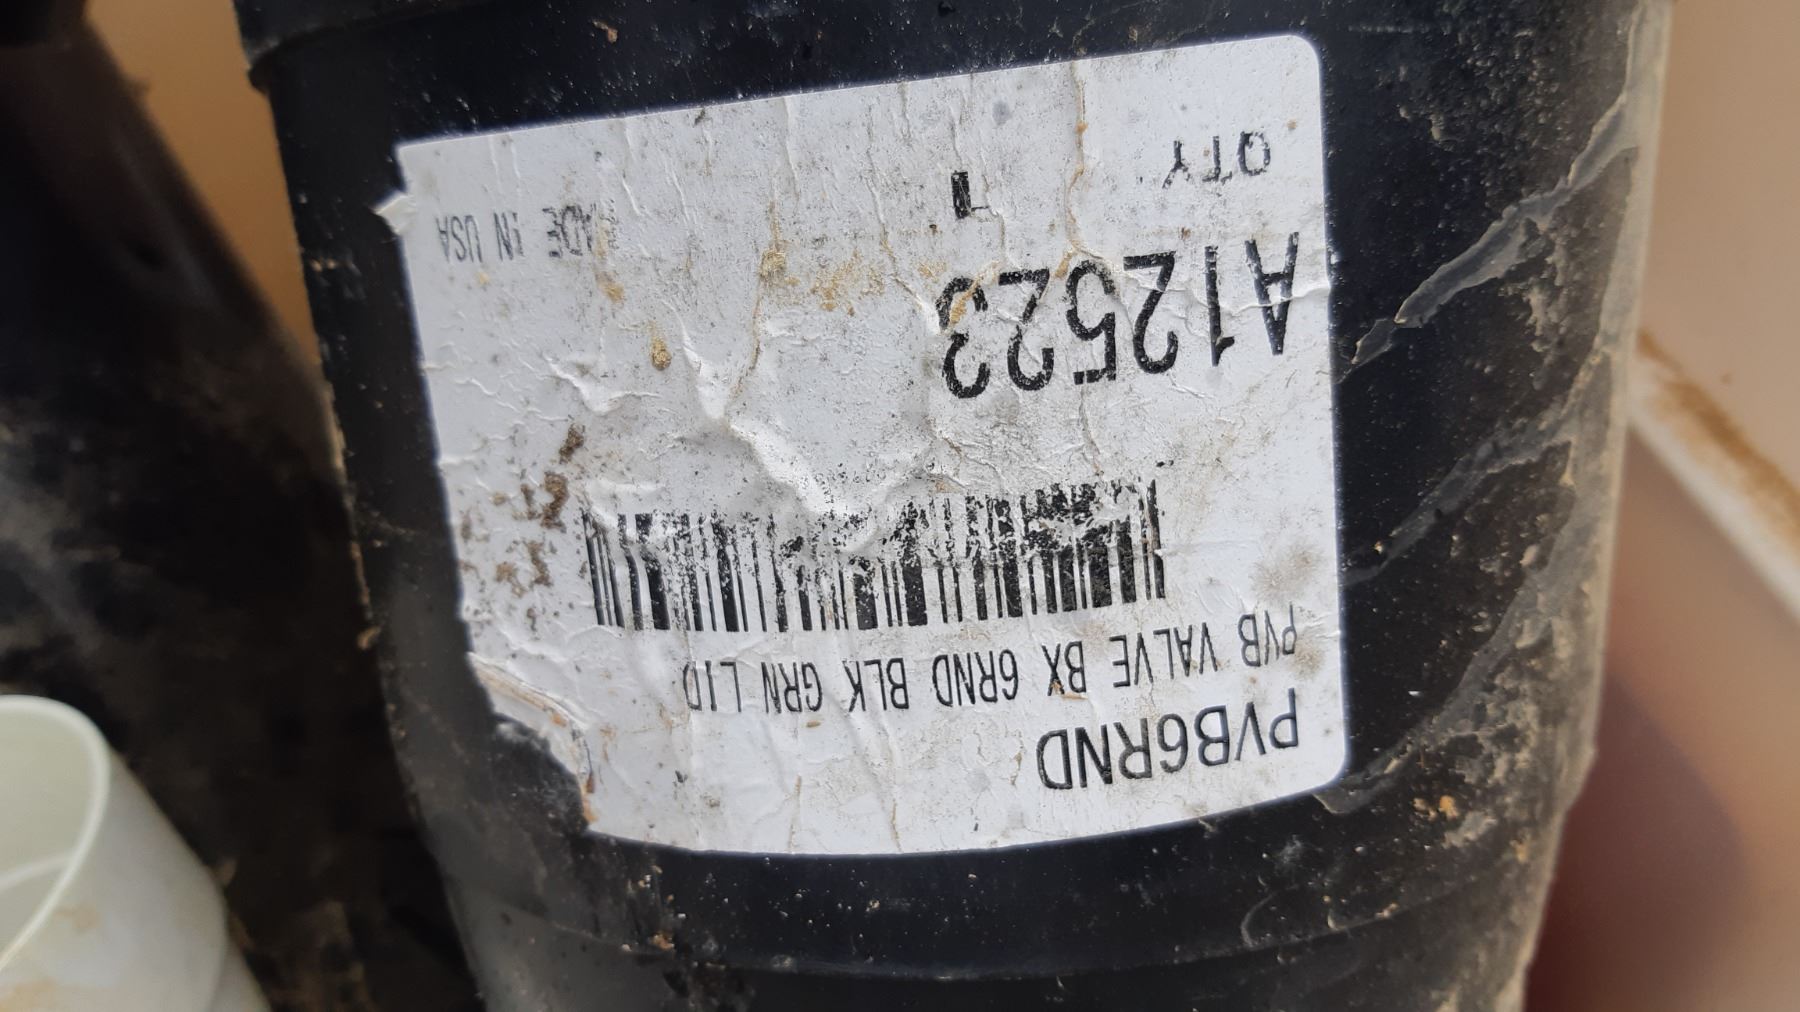 PVB6RND
PVB VALVE BX 6RND BLK GRN LID
A12523
QTY 1
MADE IN USA